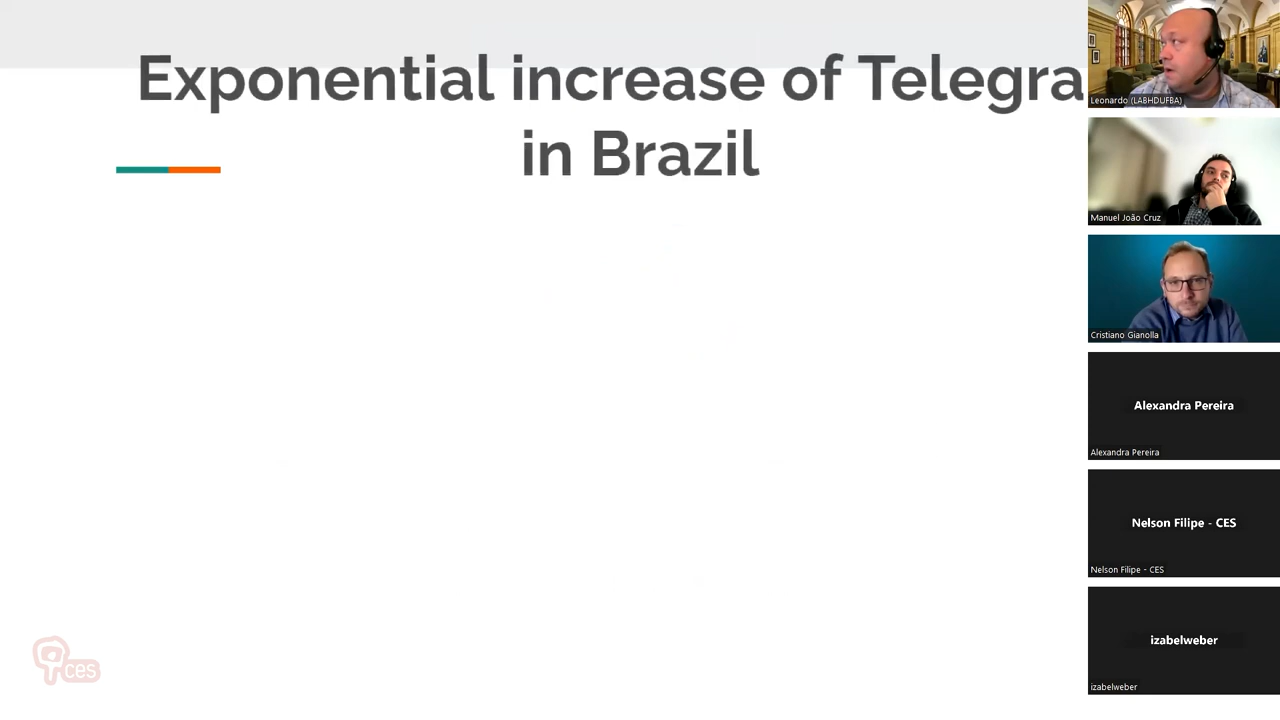 Exponential increase of Telegra
in Brazil
Leonardo (LABHDUFBA)
Manuel João Cruz
Cristiano Gianolla
Alexandra Pereira
Alexandra Pereira
Nelson Filipe - CES
Nelson Filipe - CES
izabelweber
izabelweber
ces